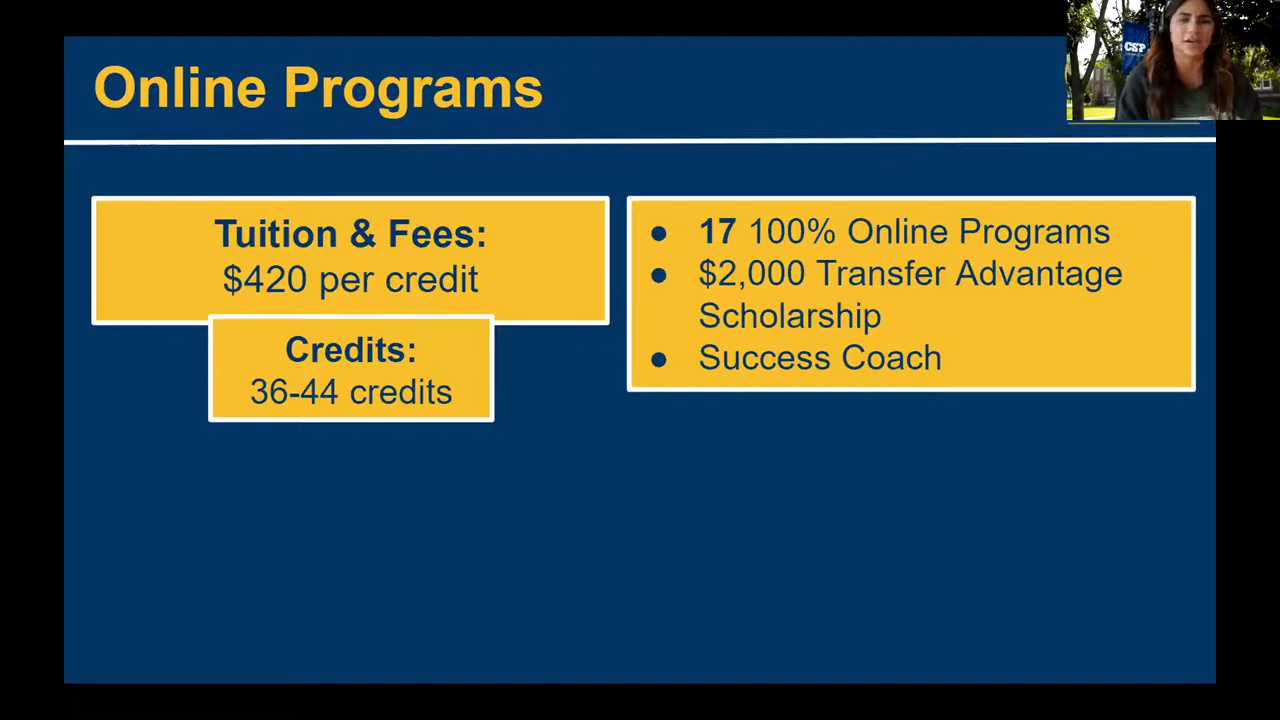 Online Programs
Tuition & Fees:
$420 per credit
Credits:
36-44 credits
● 17 100% Online Programs
● $2,000 Transfer Advantage
Scholarship
● Success Coach
CSP